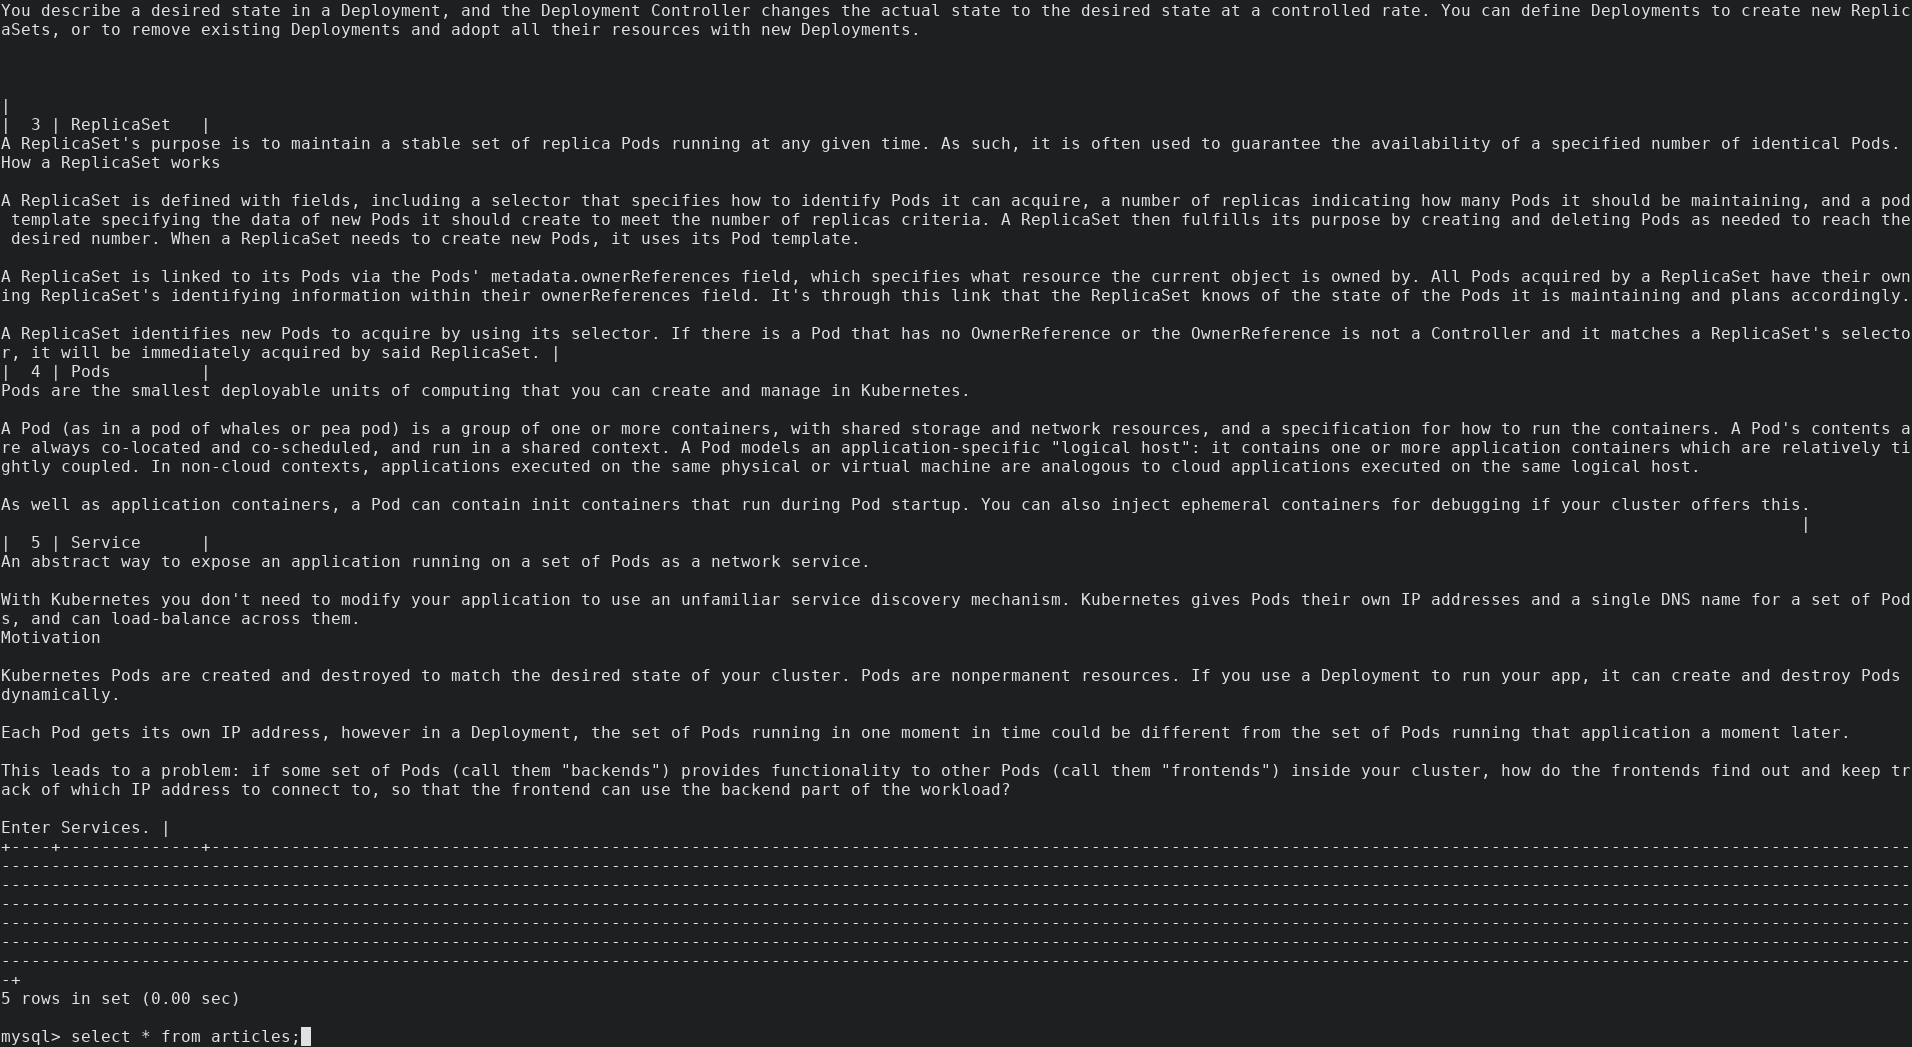 You describe a desired state in a Deployment, and the Deployment Controller changes the actual state to the desired state at a controlled rate. You can define Deployments to create new Replic
aSets, or to remove existing Deployments and adopt all their resources with new Deployments.
|
|  3 | ReplicaSet   |
A ReplicaSet's purpose is to maintain a stable set of replica Pods running at any given time. As such, it is often used to guarantee the availability of a specified number of identical Pods.
How a ReplicaSet works
A ReplicaSet is defined with fields, including a selector that specifies how to identify Pods it can acquire, a number of replicas indicating how many Pods it should be maintaining, and a pod
 template specifying the data of new Pods it should create to meet the number of replicas criteria. A ReplicaSet then fulfills its purpose by creating and deleting Pods as needed to reach the
 desired number. When a ReplicaSet needs to create new Pods, it uses its Pod template.
A ReplicaSet is linked to its Pods via the Pods' metadata.ownerReferences field, which specifies what resource the current object is owned by. All Pods acquired by a ReplicaSet have their own
ing ReplicaSet's identifying information within their ownerReferences field. It's through this link that the ReplicaSet knows of the state of the Pods it is maintaining and plans accordingly.
A ReplicaSet identifies new Pods to acquire by using its selector. If there is a Pod that has no OwnerReference or the OwnerReference is not a Controller and it matches a ReplicaSet's selecto
r, it will be immediately acquired by said ReplicaSet. |
|  4 | Pods         |
Pods are the smallest deployable units of computing that you can create and manage in Kubernetes.
A Pod (as in a pod of whales or pea pod) is a group of one or more containers, with shared storage and network resources, and a specification for how to run the containers. A Pod's contents a
re always co-located and co-scheduled, and run in a shared context. A Pod models an application-specific "logical host": it contains one or more application containers which are relatively ti
ghtly coupled. In non-cloud contexts, applications executed on the same physical or virtual machine are analogous to cloud applications executed on the same logical host.
As well as application containers, a Pod can contain init containers that run during Pod startup. You can also inject ephemeral containers for debugging if your cluster offers this.
|
|  5 | Service      |
An abstract way to expose an application running on a set of Pods as a network service.
With Kubernetes you don't need to modify your application to use an unfamiliar service discovery mechanism. Kubernetes gives Pods their own IP addresses and a single DNS name for a set of Pod
s, and can load-balance across them.
Motivation
Kubernetes Pods are created and destroyed to match the desired state of your cluster. Pods are nonpermanent resources. If you use a Deployment to run your app, it can create and destroy Pods
dynamically.
Each Pod gets its own IP address, however in a Deployment, the set of Pods running in one moment in time could be different from the set of Pods running that application a moment later.
This leads to a problem: if some set of Pods (call them "backends") provides functionality to other Pods (call them "frontends") inside your cluster, how do the frontends find out and keep tr
ack of which IP address to connect to, so that the frontend can use the backend part of the workload?
Enter Services. |
5 rows in set (0.00 sec)
mysql> select * from articles;